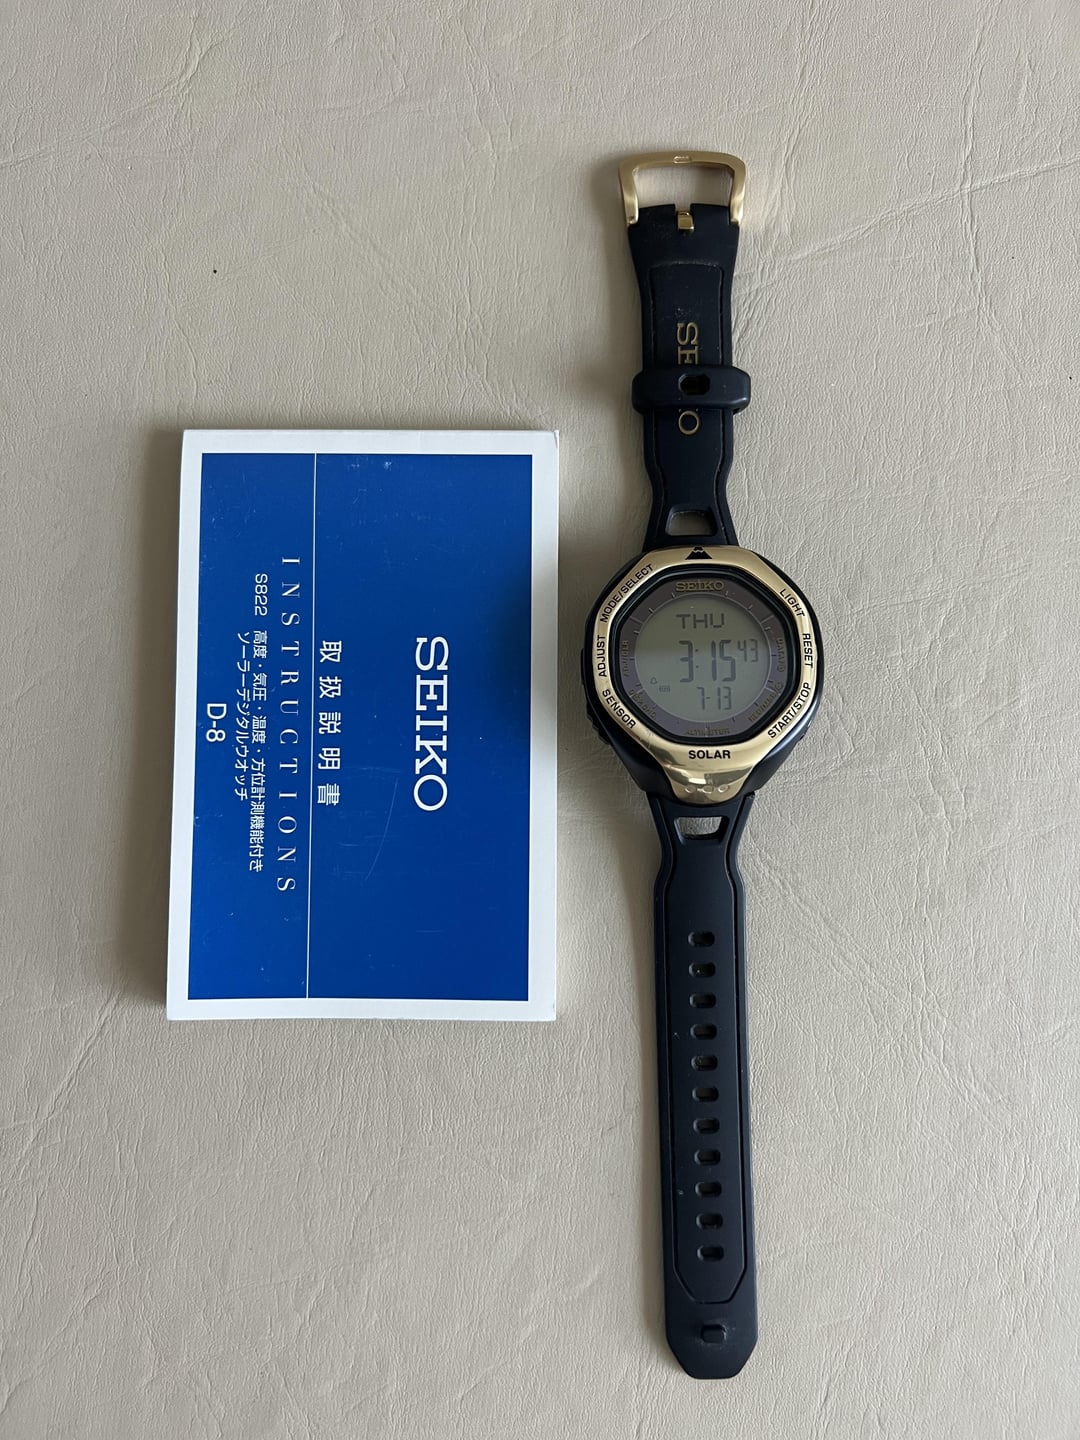 SEIKO
取扱説明書
INSTRUCTIONS
S822 高度・気圧・温度・方位計測機能付き
ソーラーデジタルウオッチ
D-8
SEIKO
MODE/SELECT
LIGHT
ADJUST
RESET
SENSOR
START/STOP
SEIKO
THU
3:15 43
7-13
ALTIMETER
SOLAR